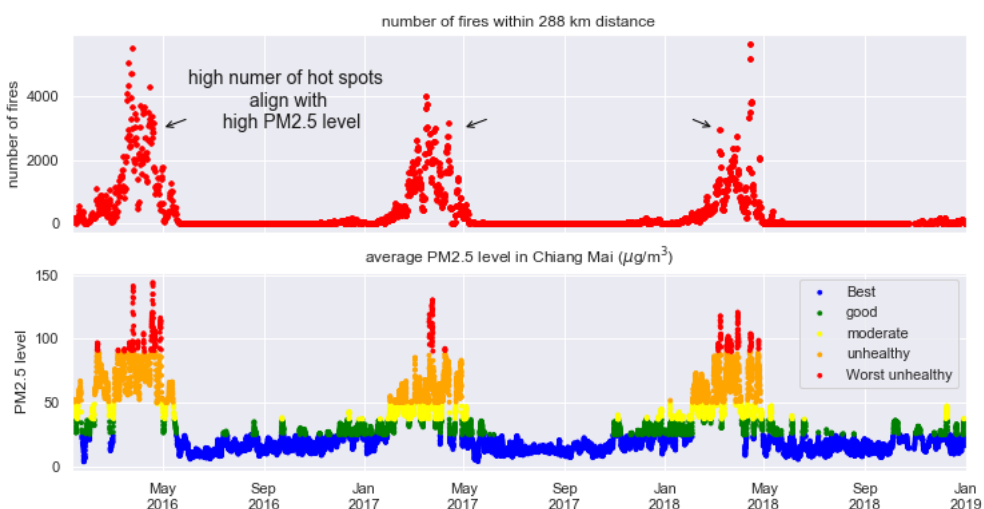 number of fires within 288 km distance
high numer of hot spots
align with
high PM2.5 level
number of fires
4000
2000
0
average PM2.5 level in Chiang Mai (μg/m³)
PM2.5 level
150
100
50
0
Best
good
moderate
unhealthy
Worst unhealthy
May
2016
Sep
2016
Jan
2017
May
2017
Sep
2017
Jan
2018
May
2018
Sep
2018
Jan
2019